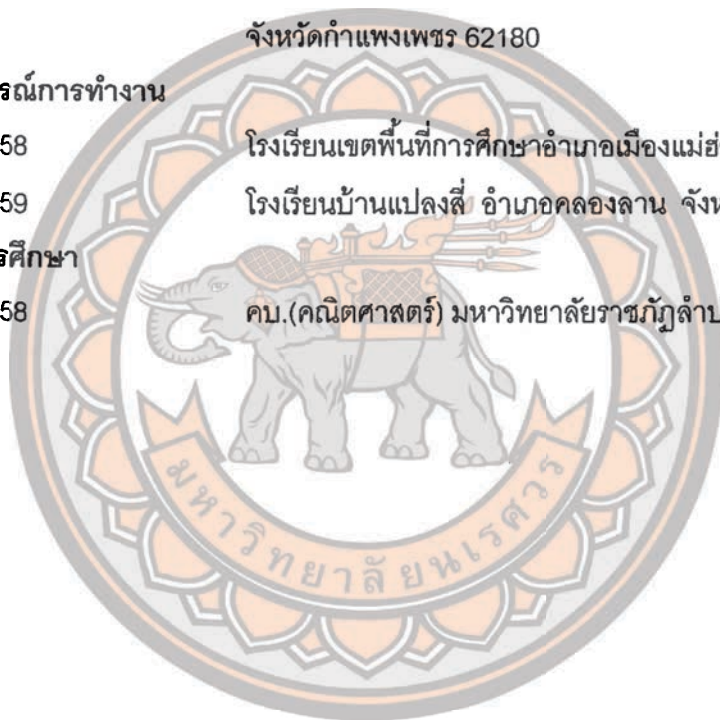 จังหวัดกำแพงเพชร 62180
รณ์การทำงาน
58 โรงเรียนเขตพื้นที่การศึกษาอำเภอเมืองแม่ฮ่
59 โรงเรียนบ้านแปลงสี่ อำเภอคลองลาน จังห
รศึกษา
58 คบ.(คณิตศาสตร์) มหาวิทยาลัยราชภัฏลำป
มหาวิทยาลัยนเรศวร